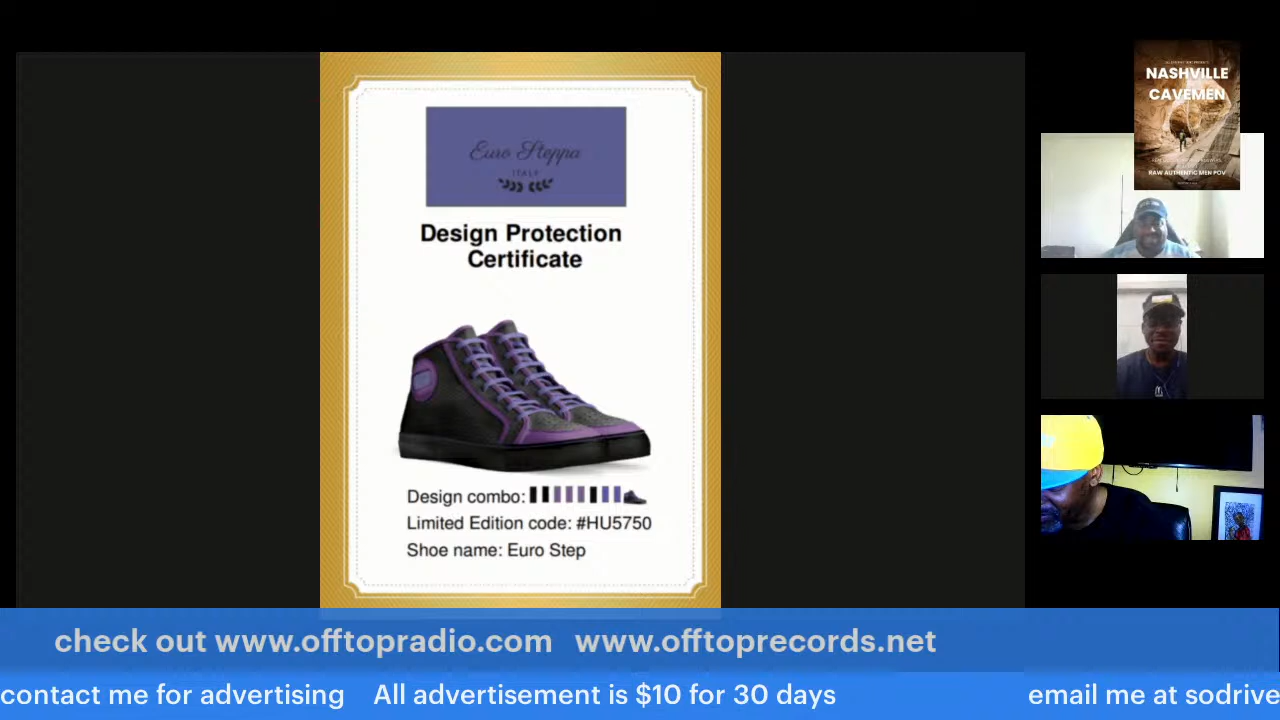 Euro Steppa
ITALY
Design Protection
Certificate
Design combo:
Limited Edition code: #HU5750
Shoe name: Euro Step
NASHVILLE
CAVEMEN
RAW AUTHENTIC MEN POV
check out www.offtopradio.com www.offtoprecords.net
contact me for advertising All advertisement is $10 for 30 days email me at sodrive